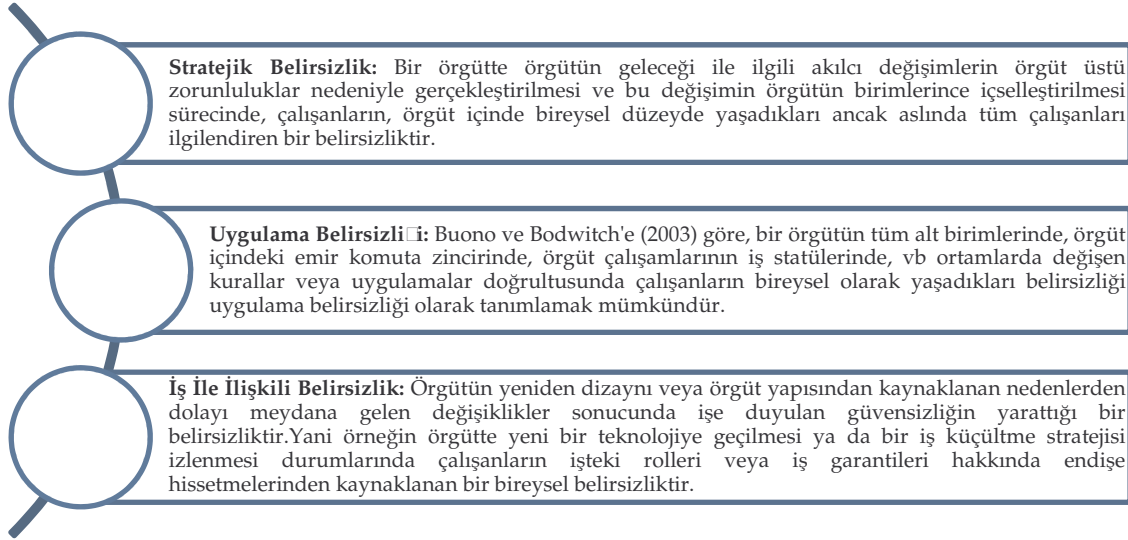 Stratejik Belirsizlik: Bir örgütte örgütün geleceği ile ilgili akılcı değişimlerin örgüt üstü
zorunluluklar nedeniyle gerçekleştirilmesi ve bu değişimin örgütün birimlerince içselleştirilmesi
sürecinde, çalışanların, örgüt içinde bireysel düzeyde yaşadıkları ancak aslında tüm çalışanları
ilgilendiren bir belirsizliktir.
Uygulama Belirsizli□i: Buono ve Bodwitch'e (2003) göre, bir örgütün tüm alt birimlerinde, örgüt
içindeki emir komuta zincirinde, örgüt çalışamlarının iş statülerinde, vb ortamlarda değişen
kurallar veya uygulamalar doğrultusunda çalışanların bireysel olarak yaşadıkları belirsizliği
uygulama belirsizliği olarak tanımlamak mümkündür.
İş İle İlişkili Belirsizlik: Örgütün yeniden dizaynı veya örgüt yapısından kaynaklanan nedenlerden
dolayı meydana gelen değişiklikler sonucunda işe duyulan güvensizliğin yarattığı bir
belirsizliktir.Yani örneğin örgütte yeni bir teknolojiye geçilmesi ya da bir iş küçültme stratejisi
izlenmesi durumlarında çalışanların işteki rolleri veya iş garantileri hakkında endişe
hissetmelerinden kaynaklanan bir bireysel belirsizliktir.